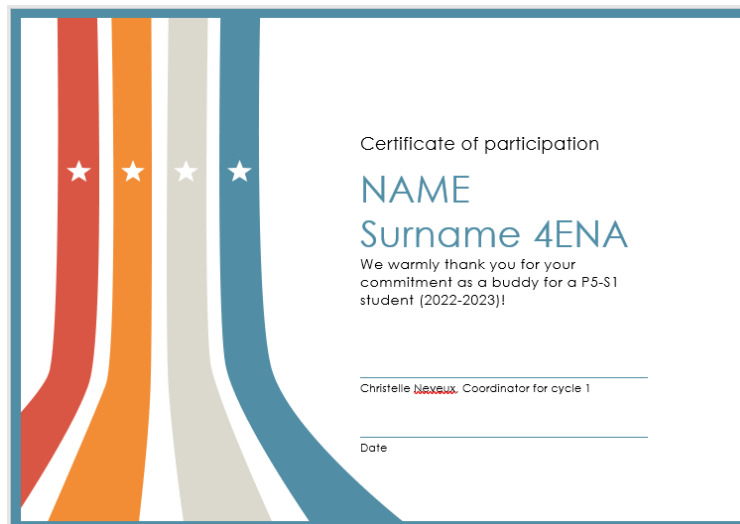 Certificate of participation
NAME
Surname 4ENA
We warmly thank you for your
commitment as a buddy for a P5-S1
student (2022-2023)!
Christelle Neveux, Coordinator for cycle 1
Date